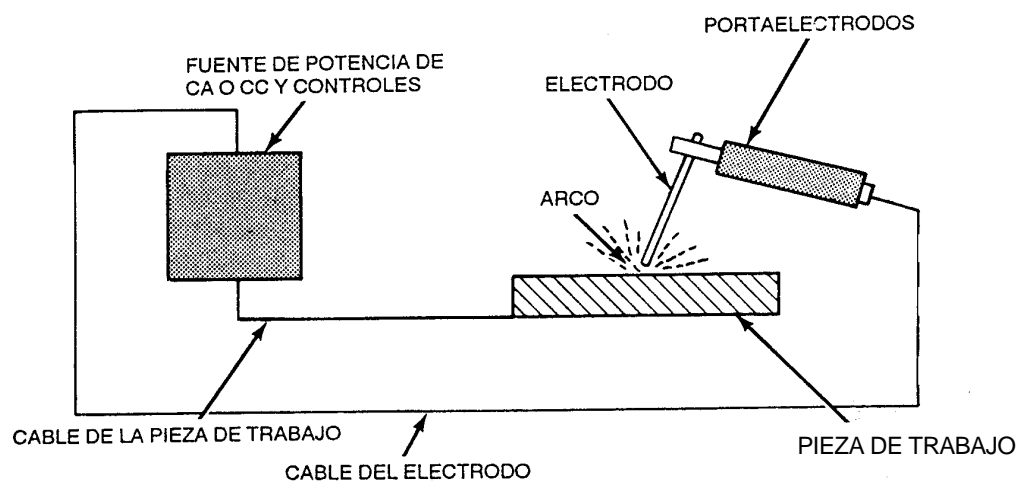 PORTAELECTRODOS
FUENTE DE POTENCIA DE
CA O CC Y CONTROLES
ELECTRODO
ARCO
CABLE DE LA PIEZA DE TRABAJO
PIEZA DE TRABAJO
CABLE DEL ELECTRODO